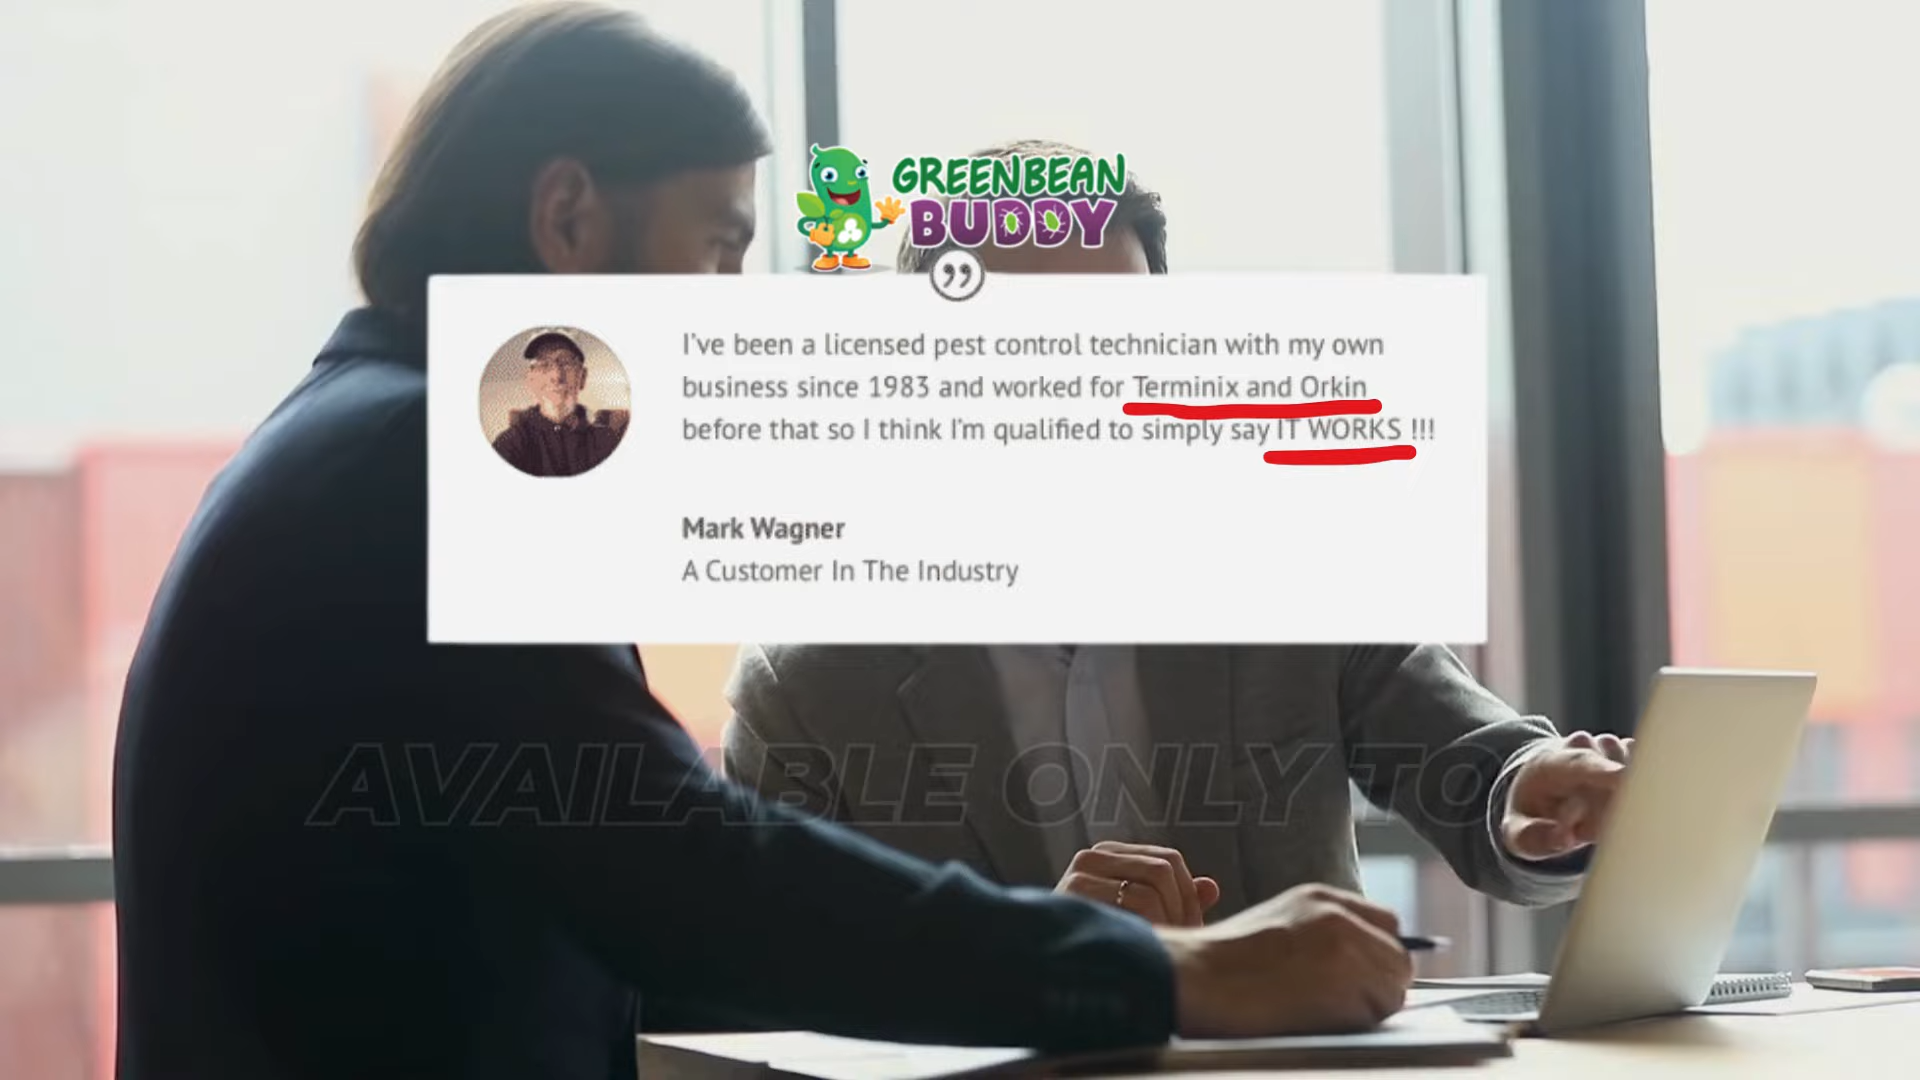 GREENBEAN
BUDDY
I've been a licensed pest control technician with my own
business since 1983 and worked for Terminix and Orkin
before that so I think I'm qualified to simply say IT WORKS !!!
Mark Wagner
A Customer In The Industry
AVAILABLE ONLY TO